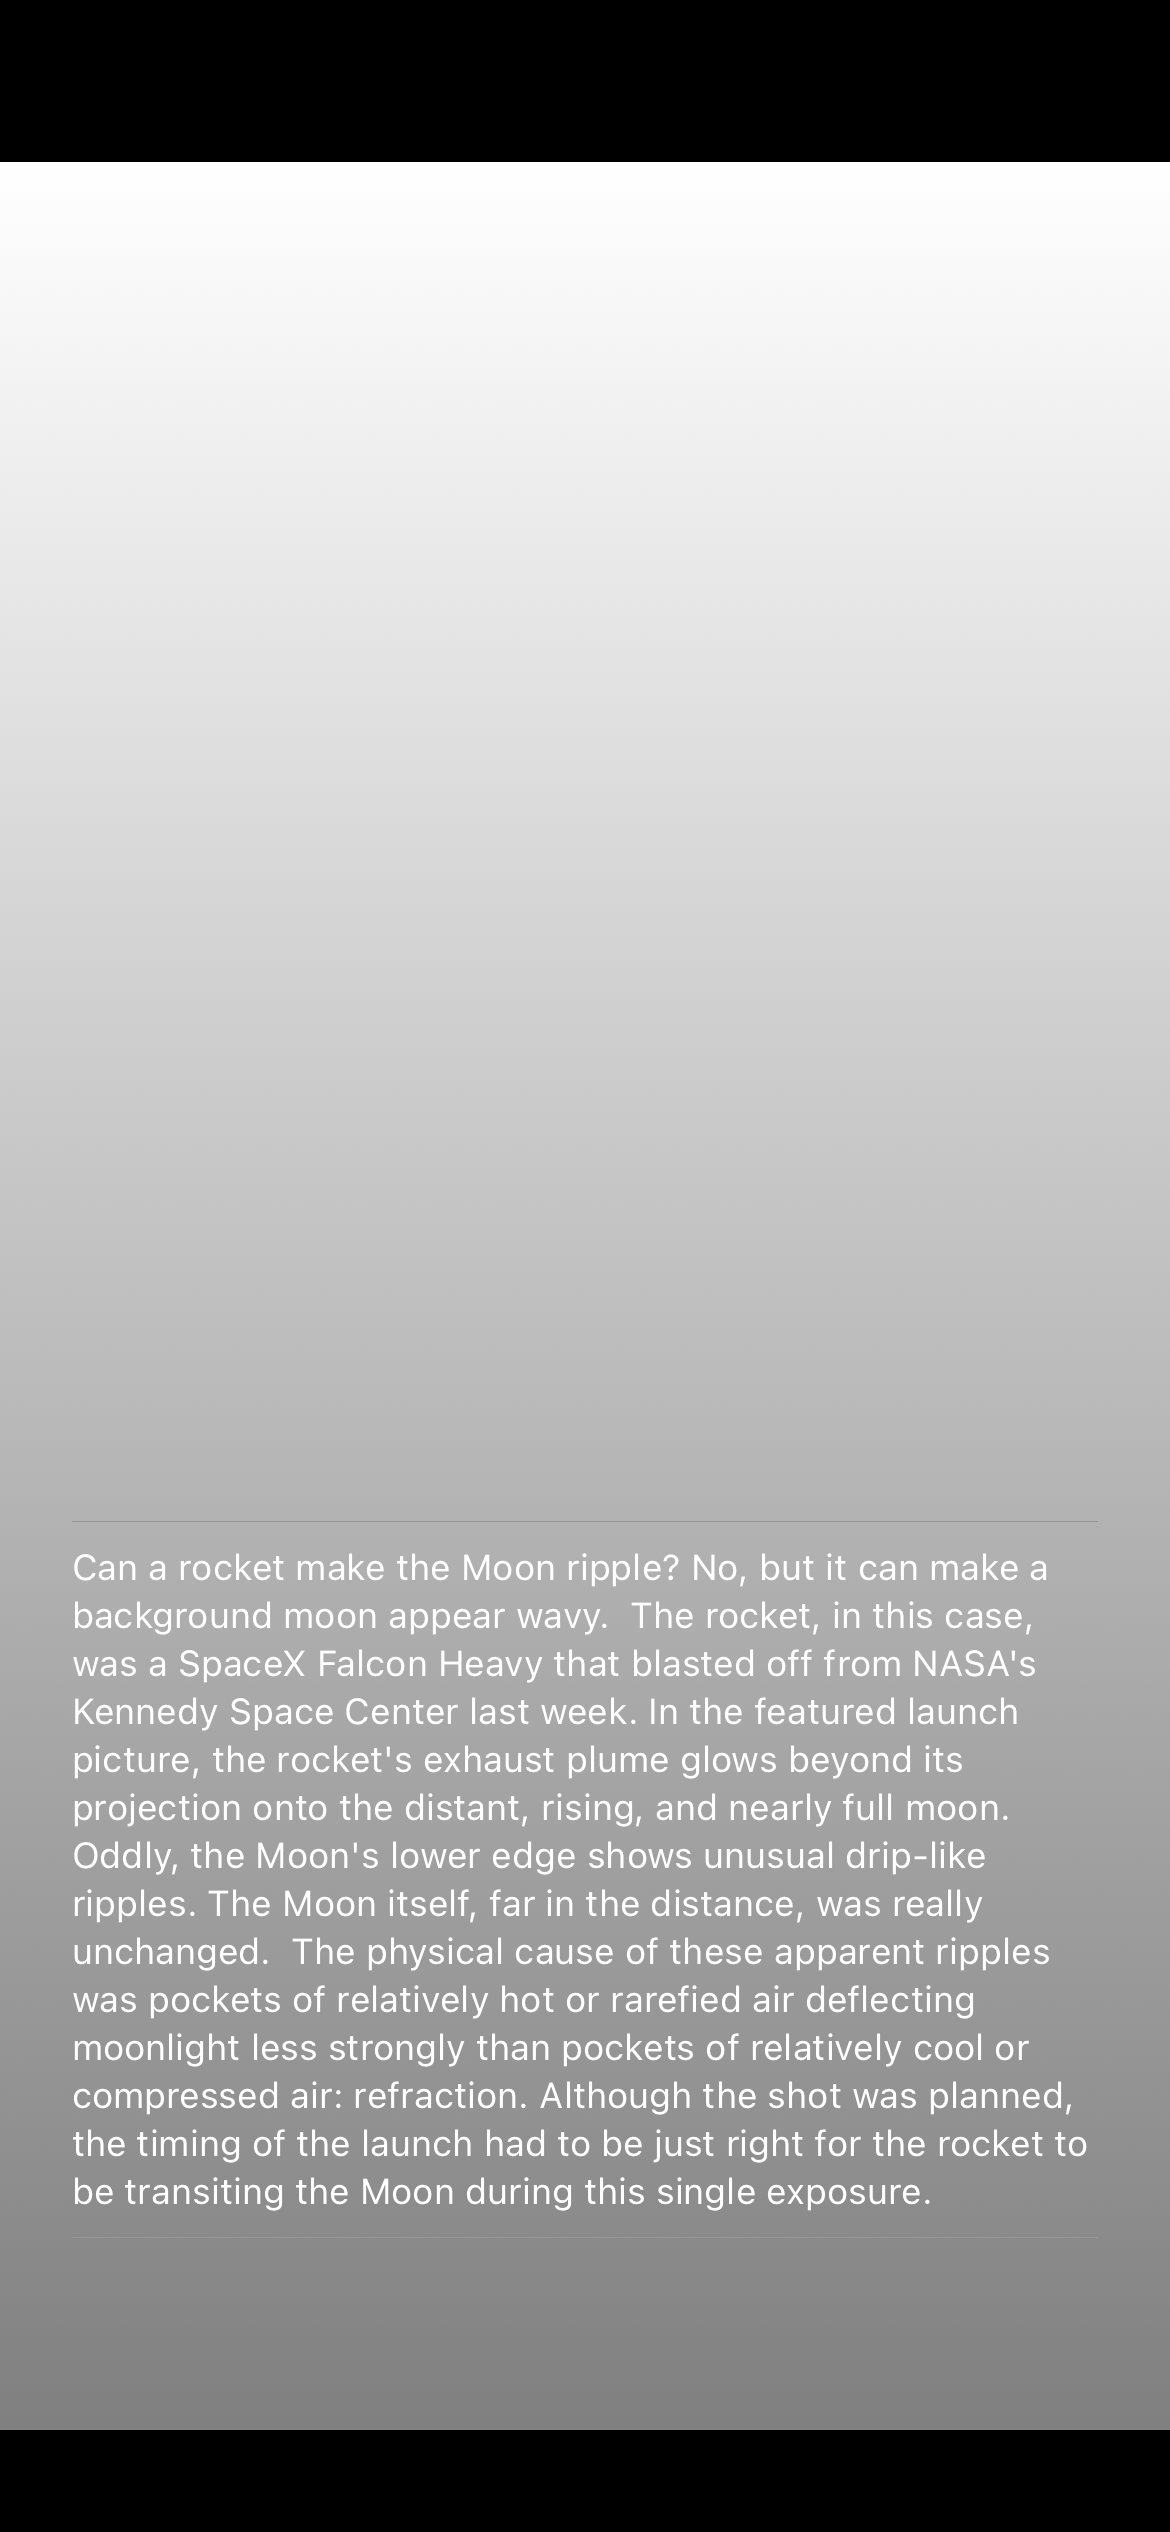 Can a rocket make the Moon ripple? No, but it can make a
background moon appear wavy.  The rocket, in this case,
was a SpaceX Falcon Heavy that blasted off from NASA's
Kennedy Space Center last week. In the featured launch
picture, the rocket's exhaust plume glows beyond its
projection onto the distant, rising, and nearly full moon.
Oddly, the Moon's lower edge shows unusual drip-like
ripples. The Moon itself, far in the distance, was really
unchanged.  The physical cause of these apparent ripples
was pockets of relatively hot or rarefied air deflecting
moonlight less strongly than pockets of relatively cool or
compressed air: refraction. Although the shot was planned,
the timing of the launch had to be just right for the rocket to
be transiting the Moon during this single exposure.